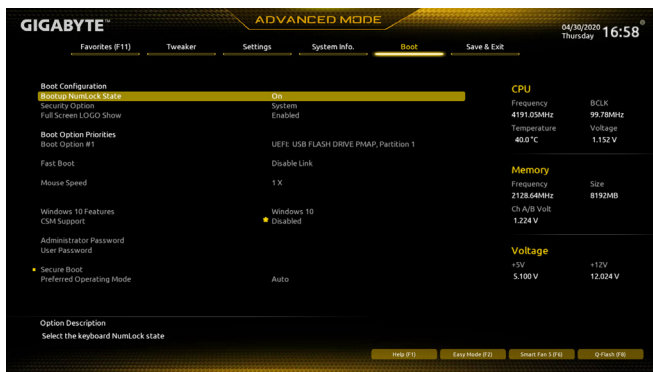 GIGABYTE™
ADVANCED MODE
04/30/2020
Thursday
16:58
Favorites (F11) Tweaker Settings System Info. Boot Save & Exit
Boot Configuration
Bootup NumLock State On
Security Option System
Full Screen LOGO Show Enabled
Boot Option Priorities
Boot Option #1 UEFI: USB FLASH DRIVE PMAP, Partition 1
Fast Boot Disable Link
Mouse Speed 1 X
Windows 10 Features Windows 10
CSM Support Disabled
Administrator Password
User Password
Secure Boot
Preferred Operating Mode Auto
CPU
Frequency BCLK
4191.05MHz 99.78MHz
Temperature Voltage
40.0 °C 1.152 V
Memory
Frequency Size
2128.64MHz 8192MB
Ch A/B Volt
1.224 V
Voltage
+5V +12V
5.100 V 12.024 V
Option Description
Select the keyboard NumLock state
Help (F1) Easy Mode (F2) Smart Fan 5 (F6) Q-Flash (F8)